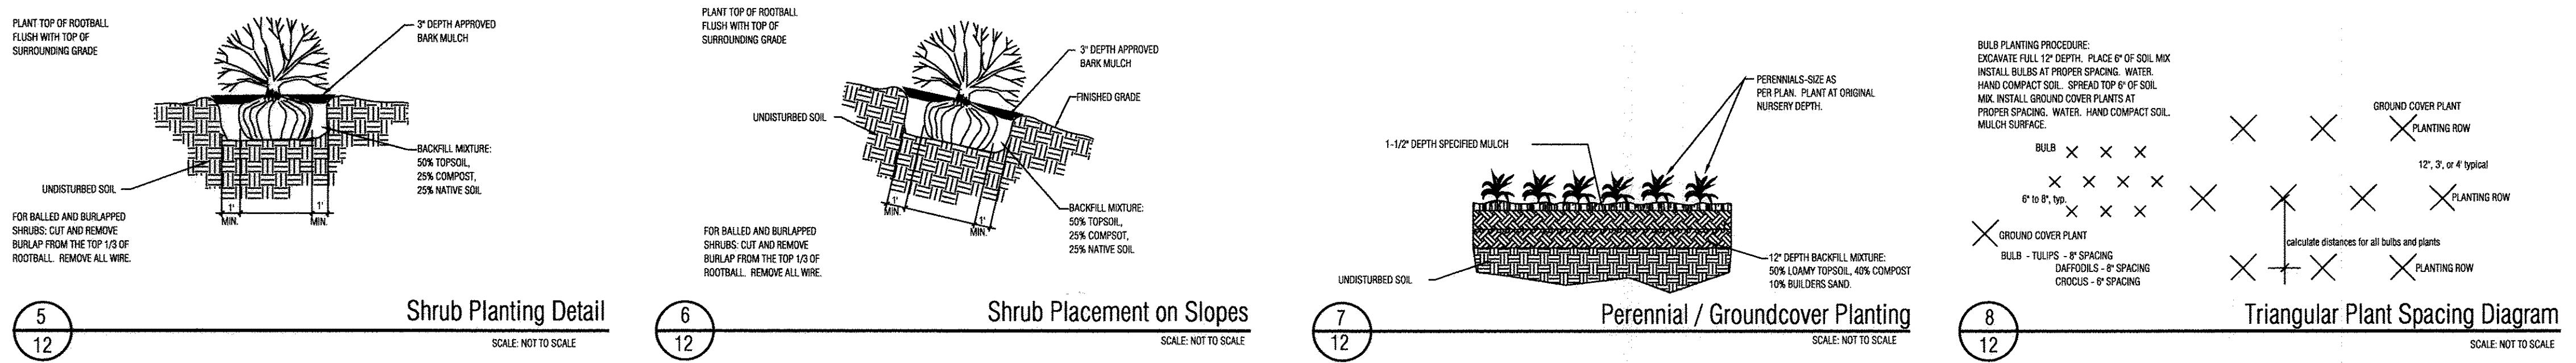 PLANT TOP OF ROOTBALL
FLUSH WITH TOP OF
SURROUNDING GRADE
3" DEPTH APPROVED
BARK MULCH
BACKFILL MIXTURE:
50% TOPSOIL,
25% COMPOST,
25% NATIVE SOIL
UNDISTURBED SOIL
1'
MIN.
1'
MIN.
FOR BALLED AND BURLAPPED
SHRUBS: CUT AND REMOVE
BURLAP FROM THE TOP 1/3 OF
ROOTBALL. REMOVE ALL WIRE.
5
12
Shrub Planting Detail
SCALE: NOT TO SCALE
PLANT TOP OF ROOTBALL
FLUSH WITH TOP OF
SURROUNDING GRADE
3" DEPTH APPROVED
BARK MULCH
FINISHED GRADE
UNDISTURBED SOIL
1'
MIN.
1'
MIN.
BACKFILL MIXTURE:
50% TOPSOIL,
25% COMPSOT,
25% NATIVE SOIL
FOR BALLED AND BURLAPPED
SHRUBS: CUT AND REMOVE
BURLAP FROM THE TOP 1/3 OF
ROOTBALL. REMOVE ALL WIRE.
6
12
Shrub Placement on Slopes
SCALE: NOT TO SCALE
PERENNIALS-SIZE AS
PER PLAN. PLANT AT ORIGINAL
NURSERY DEPTH.
1-1/2" DEPTH SPECIFIED MULCH
UNDISTURBED SOIL
12" DEPTH BACKFILL MIXTURE:
50% LOAMY TOPSOIL, 40% COMPOST
10% BUILDERS SAND.
7
12
Perennial / Groundcover Planting
SCALE: NOT TO SCALE
BULB PLANTING PROCEDURE:
EXCAVATE FULL 12" DEPTH. PLACE 6" OF SOIL MIX
INSTALL BULBS AT PROPER SPACING. WATER.
HAND COMPACT SOIL. SPREAD TOP 6" OF SOIL
MIX. INSTALL GROUND COVER PLANTS AT
PROPER SPACING. WATER. HAND COMPACT SOIL.
MULCH SURFACE.
BULB
6" to 8", typ.
GROUND COVER PLANT
BULB - TULIPS - 8" SPACING
DAFFODILS - 8" SPACING
CROCUS - 6" SPACING
GROUND COVER PLANT
PLANTING ROW
12", 3', or 4' typical
PLANTING ROW
calculate distances for all bulbs and plants
PLANTING ROW
8
12
Triangular Plant Spacing Diagram
SCALE: NOT TO SCALE